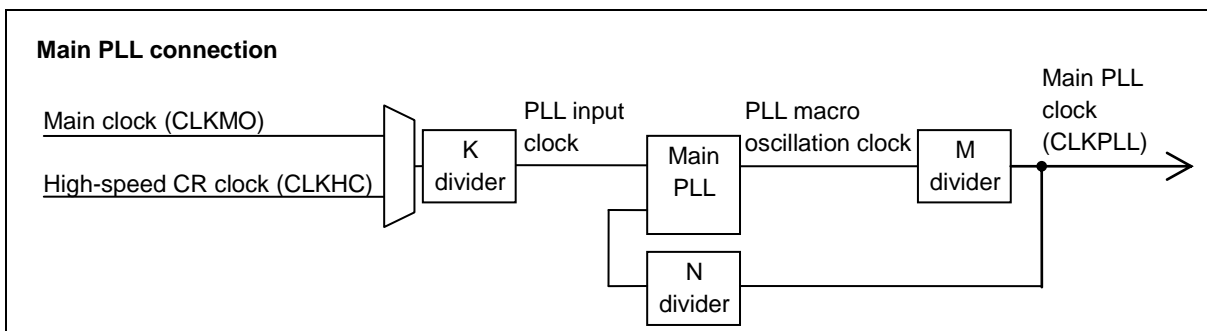 Main PLL connection
Main clock (CLKMO)
High-speed CR clock (CLKHC)
K
divider
PLL input
clock
Main
PLL
PLL macro
oscillation clock
M
divider
Main PLL
clock
(CLKPLL)
N
divider